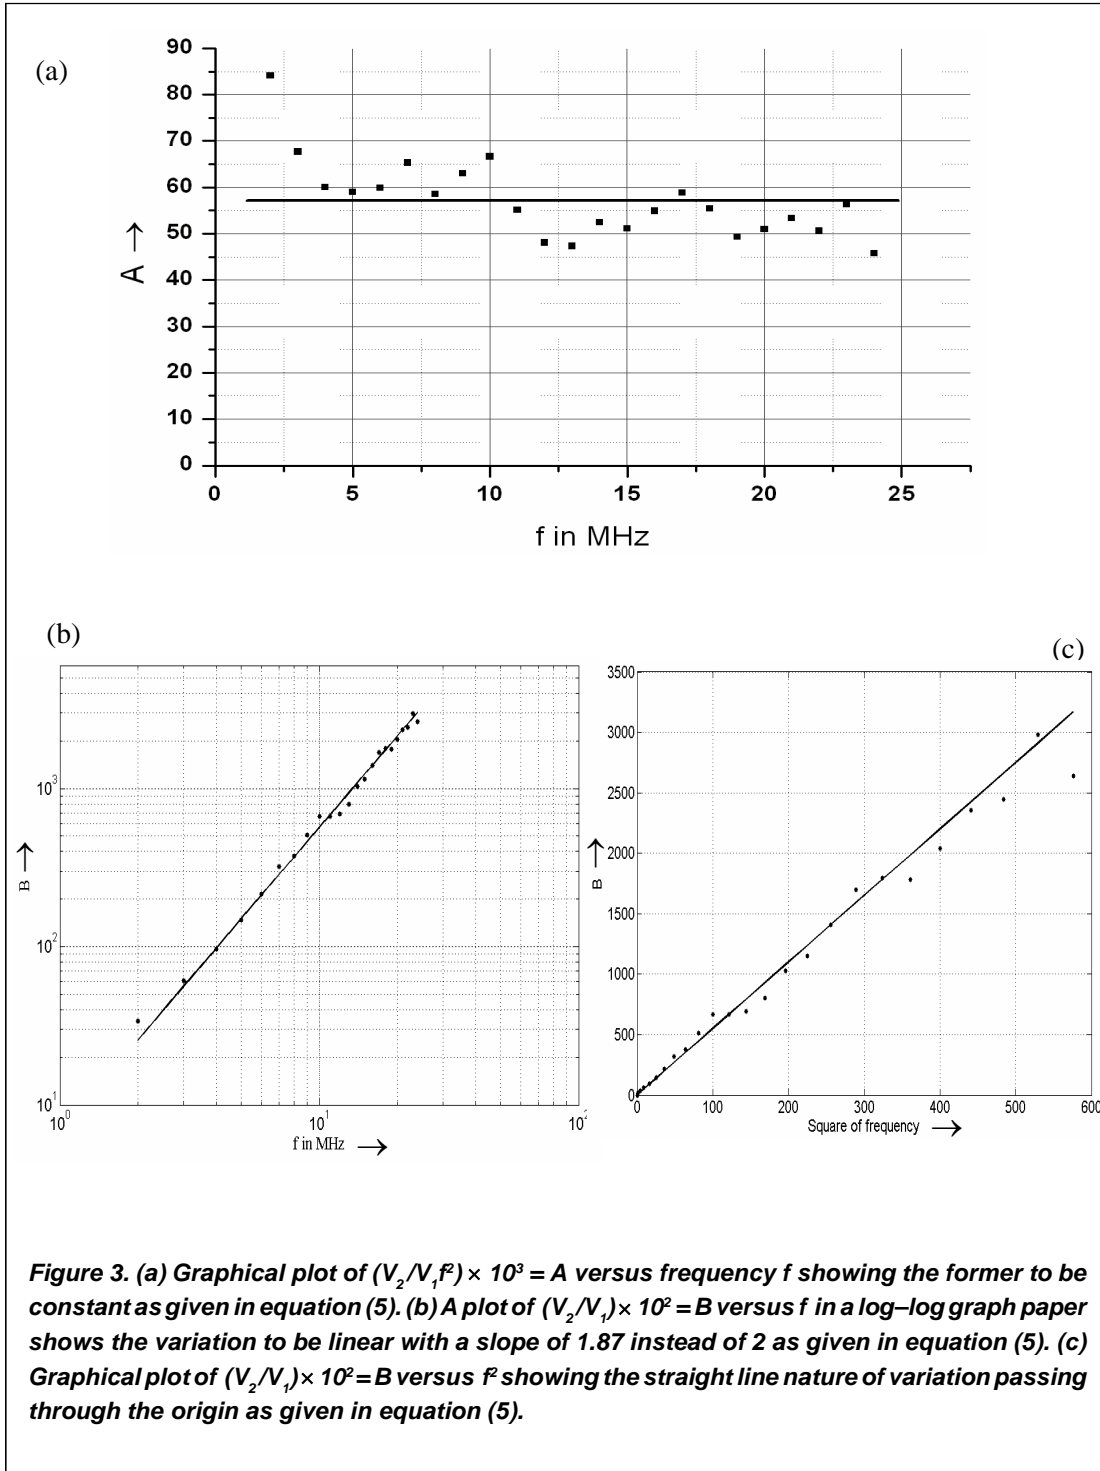 (a)
90
80
70
60
50
40
30
20
10
0
A →
0 5 10 15 20 25
f in MHz
(b)
10³
10²
10¹
B →
10⁰ 10¹ 10²
f in MHz →
(c)
3500
3000
2500
2000
1500
1000
500
0
B →
0 100 200 300 400 500 600
Square of frequency →
Figure 3. (a) Graphical plot of (V₂/V₁f²) × 10³ = A versus frequency f showing the former to be
constant as given in equation (5). (b) A plot of (V₂/V₁) × 10² = B versus f in a log–log graph paper
shows the variation to be linear with a slope of 1.87 instead of 2 as given in equation (5). (c)
Graphical plot of (V₂/V₁) × 10² = B versus f² showing the straight line nature of variation passing
through the origin as given in equation (5).